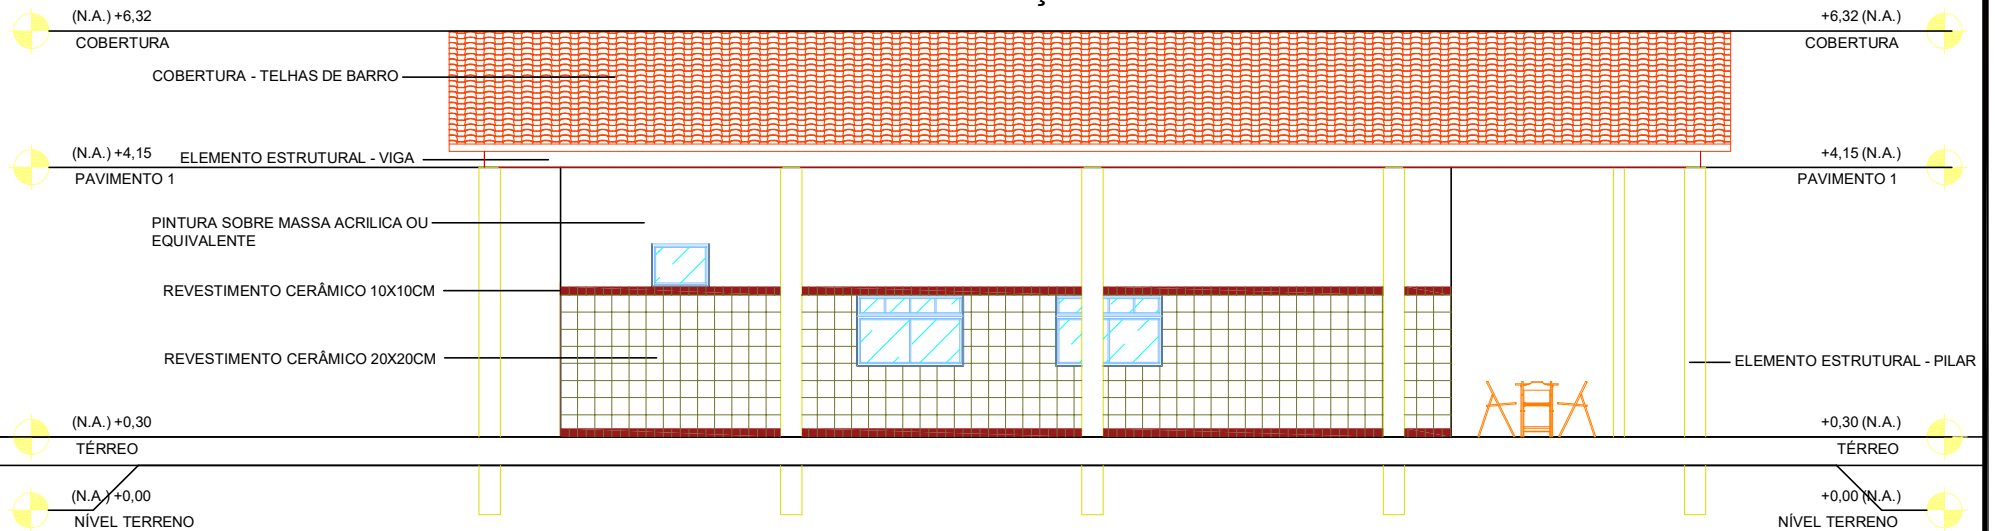 (N.A.) +6,32
+6,32 (N.A.)
COBERTURA
COBERTURA
COBERTURA - TELHAS DE BARRO
(N.A.) +4,15
ELEMENTO ESTRUTURAL - VIGA
+4,15 (N.A.)
PAVIMENTO 1
PAVIMENTO 1
PINTURA SOBRE MASSA ACRILICA OU
EQUIVALENTE
REVESTIMENTO CERÂMICO 10X10CM
REVESTIMENTO CERÂMICO 20X20CM
ELEMENTO ESTRUTURAL - PILAR
(N.A.) +0,30
+0,30 (N.A.)
TÉRREO
TÉRREO
(N.A.) +0,00
+0,00 (N.A.)
NÍVEL TERRENO
NÍVEL TERRENO